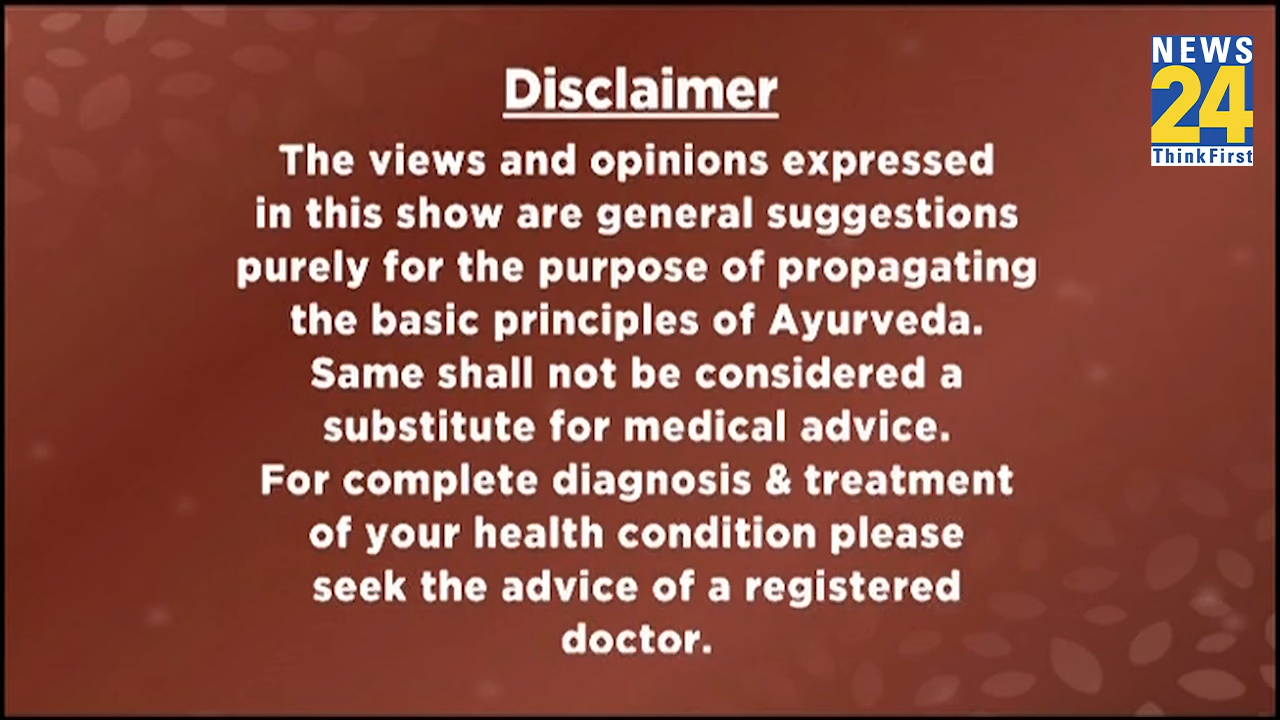 Disclaimer
The views and opinions expressed
in this show are general suggestions
purely for the purpose of propagating
the basic principles of Ayurveda.
Same shall not be considered a
substitute for medical advice.
For complete diagnosis & treatment
of your health condition please
seek the advice of a registered
doctor.
NEWS
24
ThinkFirst